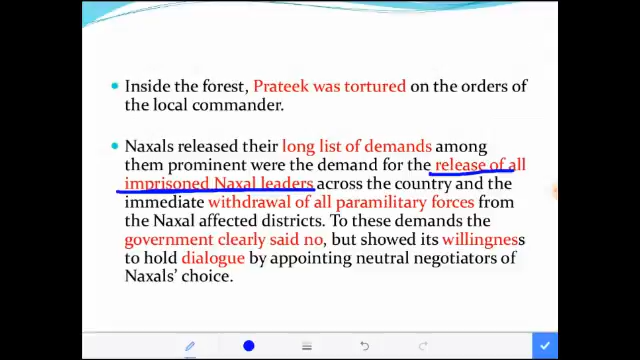 Inside the forest, Prateek was tortured on the orders of
the local commander.
Naxals released their long list of demands among
them prominent were the demand for the release of all
imprisoned Naxal leaders across the country and the
immediate withdrawal of all paramilitary forces from
the Naxal affected districts. To these demands the
government clearly said no, but showed its willingness
to hold dialogue by appointing neutral negotiators of
Naxals' choice.